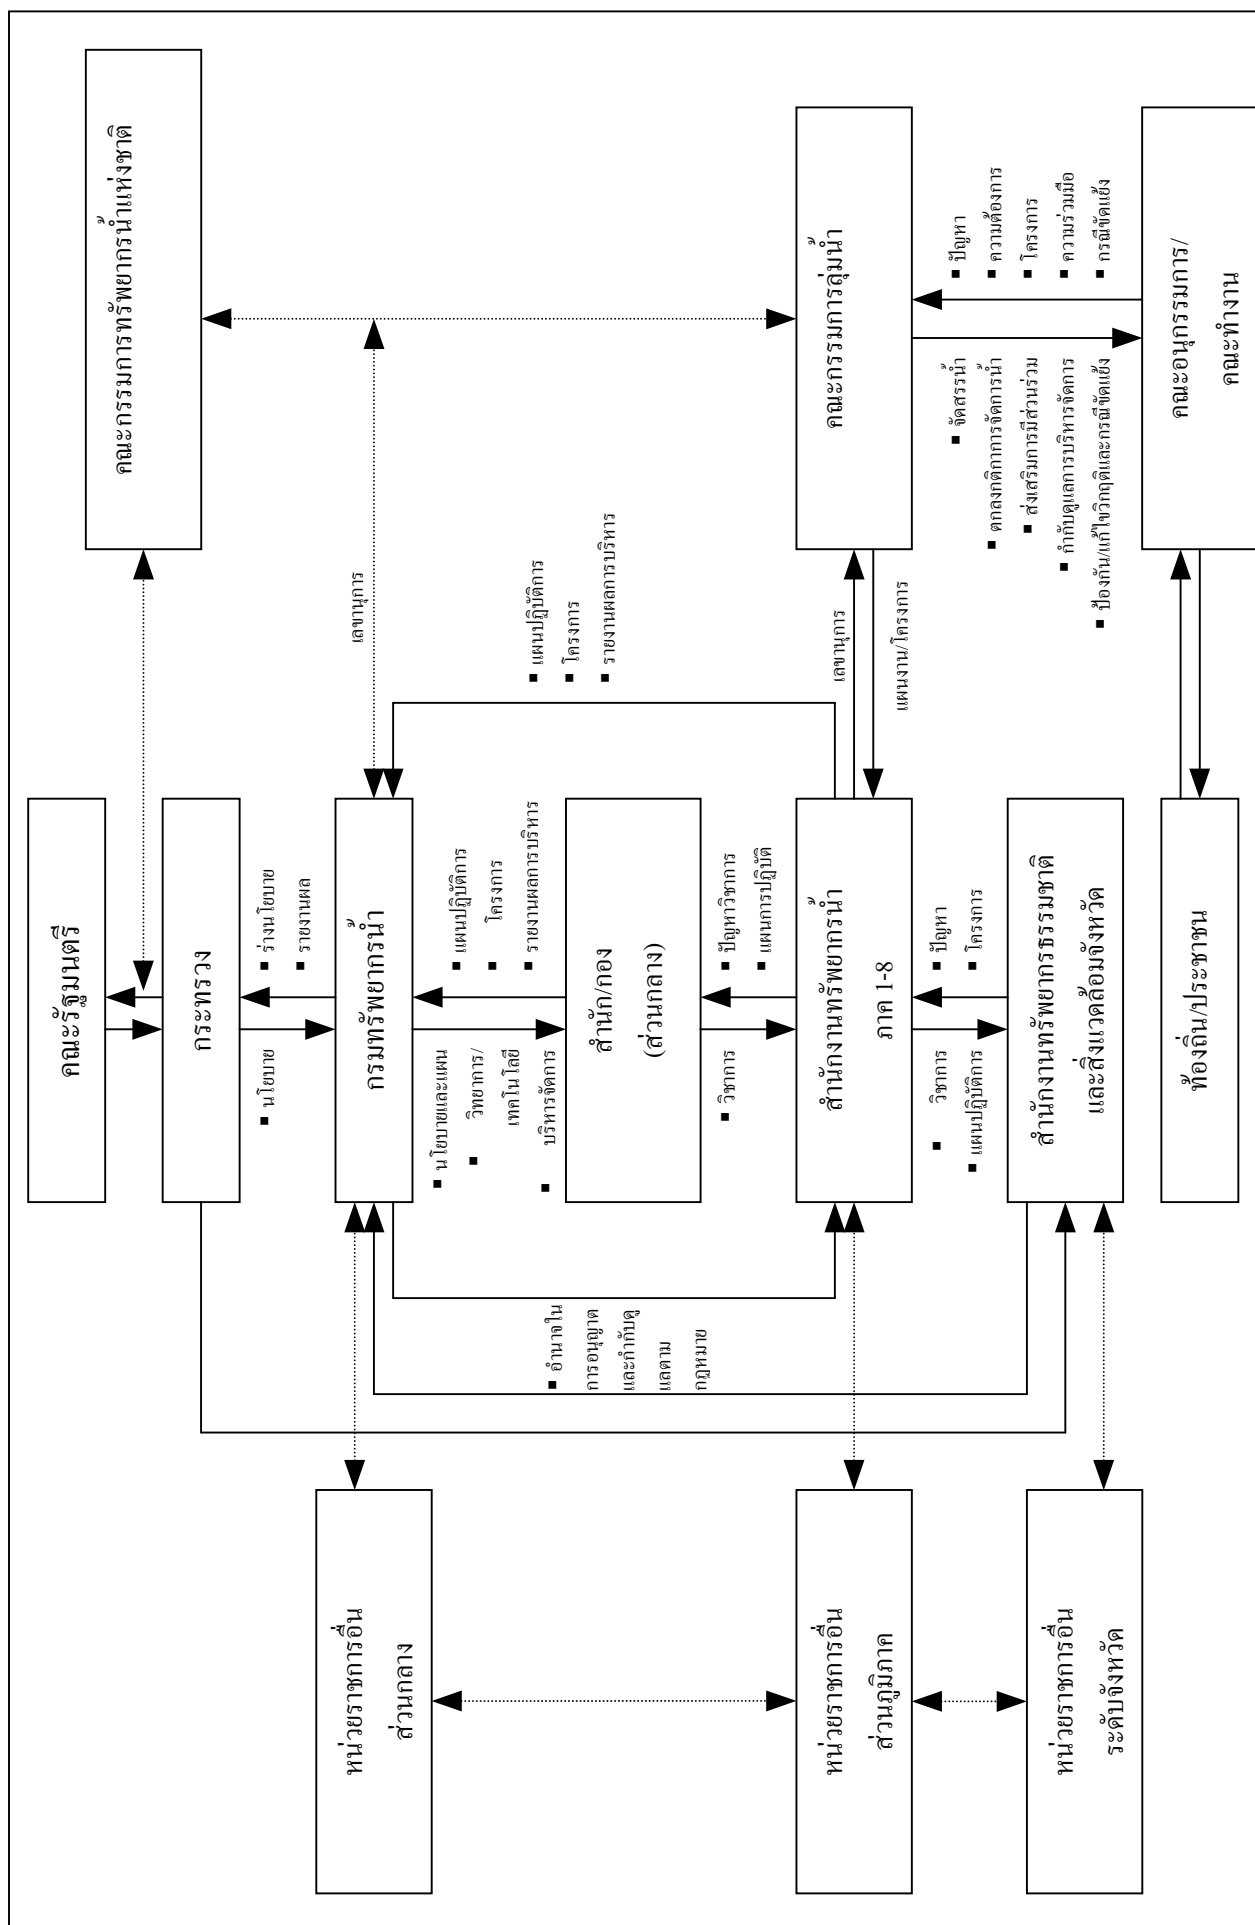 คณะรัฐมนตรี
คณะกรรมการทรัพยากรน้ำแห่งชาติ
กระทรวง
■ นโยบาย
■ ร่างนโยบาย
■ รายงานผล
เลขานุการ
หน่วยราชการอื่น
ส่วนกลาง
กรมทรัพยากรน้ำ
■ นโยบายและแผน
■ วิทยาการ/
เทคโนโลยี
■ บริหารจัดการ
■ แผนปฏิบัติการ
■ โครงการ
■ รายงานผลการบริหาร
■ แผนปฏิบัติการ
■ โครงการ
■ รายงานผลการบริหาร
■ อำนาจใน
การอนุญาต
และกำกับดู
แลตาม
กฎหมาย
สำนัก/กอง
(ส่วนกลาง)
■ วิชาการ
■ ปัญหาวิชาการ
■ แผนการปฏิบัติ
หน่วยราชการอื่น
ส่วนภูมิภาค
สำนักงานทรัพยากรน้ำ
ภาค 1-8
เลขานุการ
แผนงาน/โครงการ
คณะกรรมการลุ่มน้ำ
■ วิชาการ
■ แผนปฏิบัติการ
■ ปัญหา
■ โครงการ
■ จัดสรรน้ำ
■ ตกลงกติกาการจัดการน้ำ
■ ส่งเสริมการมีส่วนร่วม
■ กำกับดูแลการบริหารจัดการ
■ ป้องกัน/แก้ไขวิกฤติและกรณีขัดแย้ง
■ ปัญหา
■ ความต้องการ
■ โครงการ
■ ความร่วมมือ
■ กรณีขัดแย้ง
หน่วยราชการอื่น
ระดับจังหวัด
สำนักงานทรัพยากรธรรมชาติ
และสิ่งแวดล้อมจังหวัด
ท้องถิ่น/ประชาชน
คณะอนุกรรมการ/
คณะทำงาน